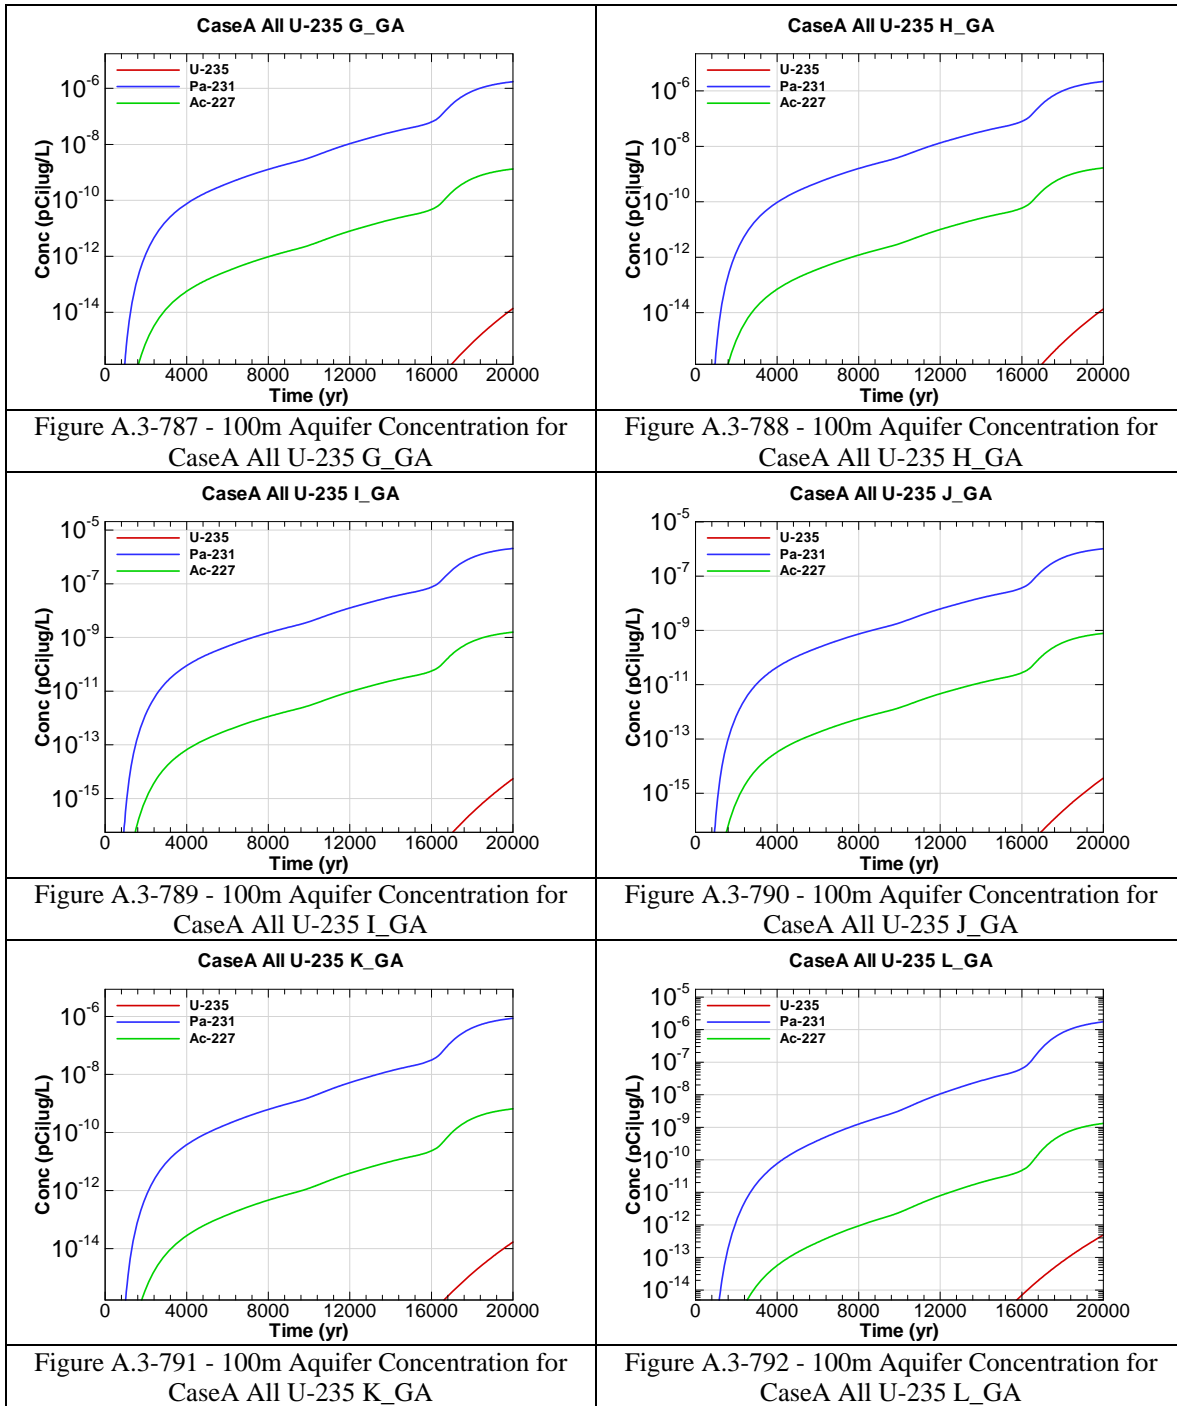 CaseA All U-235 G_GA
U-235
Pa-231
Ac-227
10^-6
10^-8
10^-10
10^-12
10^-14
Conc (pCi|ug/L)
0 4000 8000 12000 16000 20000
Time (yr)
Figure A.3-787 - 100m Aquifer Concentration for
CaseA All U-235 G_GA
CaseA All U-235 H_GA
U-235
Pa-231
Ac-227
10^-6
10^-8
10^-10
10^-12
10^-14
Conc (pCi|ug/L)
0 4000 8000 12000 16000 20000
Time (yr)
Figure A.3-788 - 100m Aquifer Concentration for
CaseA All U-235 H_GA
CaseA All U-235 I_GA
U-235
Pa-231
Ac-227
10^-5
10^-7
10^-9
10^-11
10^-13
10^-15
Conc (pCi|ug/L)
0 4000 8000 12000 16000 20000
Time (yr)
Figure A.3-789 - 100m Aquifer Concentration for
CaseA All U-235 I_GA
CaseA All U-235 J_GA
U-235
Pa-231
Ac-227
10^-5
10^-7
10^-9
10^-11
10^-13
10^-15
Conc (pCi|ug/L)
0 4000 8000 12000 16000 20000
Time (yr)
Figure A.3-790 - 100m Aquifer Concentration for
CaseA All U-235 J_GA
CaseA All U-235 K_GA
U-235
Pa-231
Ac-227
10^-6
10^-8
10^-10
10^-12
10^-14
Conc (pCi|ug/L)
0 4000 8000 12000 16000 20000
Time (yr)
Figure A.3-791 - 100m Aquifer Concentration for
CaseA All U-235 K_GA
CaseA All U-235 L_GA
U-235
Pa-231
Ac-227
10^-5
10^-6
10^-7
10^-8
10^-9
10^-10
10^-11
10^-12
10^-13
10^-14
Conc (pCi|ug/L)
0 4000 8000 12000 16000 20000
Time (yr)
Figure A.3-792 - 100m Aquifer Concentration for
CaseA All U-235 L_GA